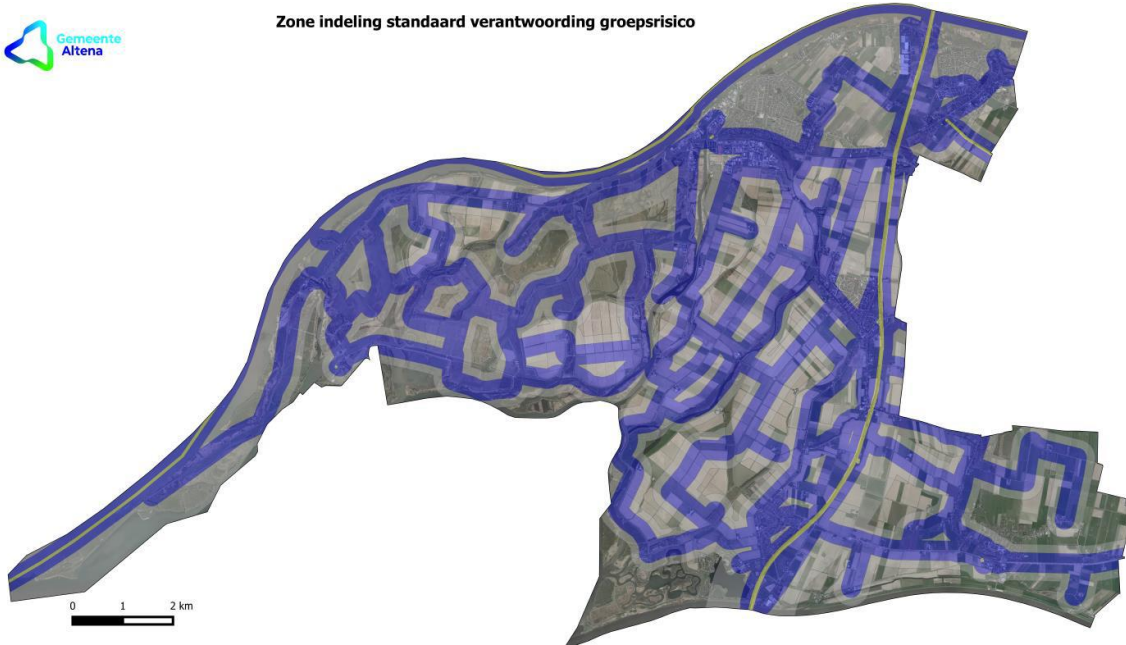 Zone indeling standaard verantwoording groepsrisico
Gemeente
Altena
0 1 2 km